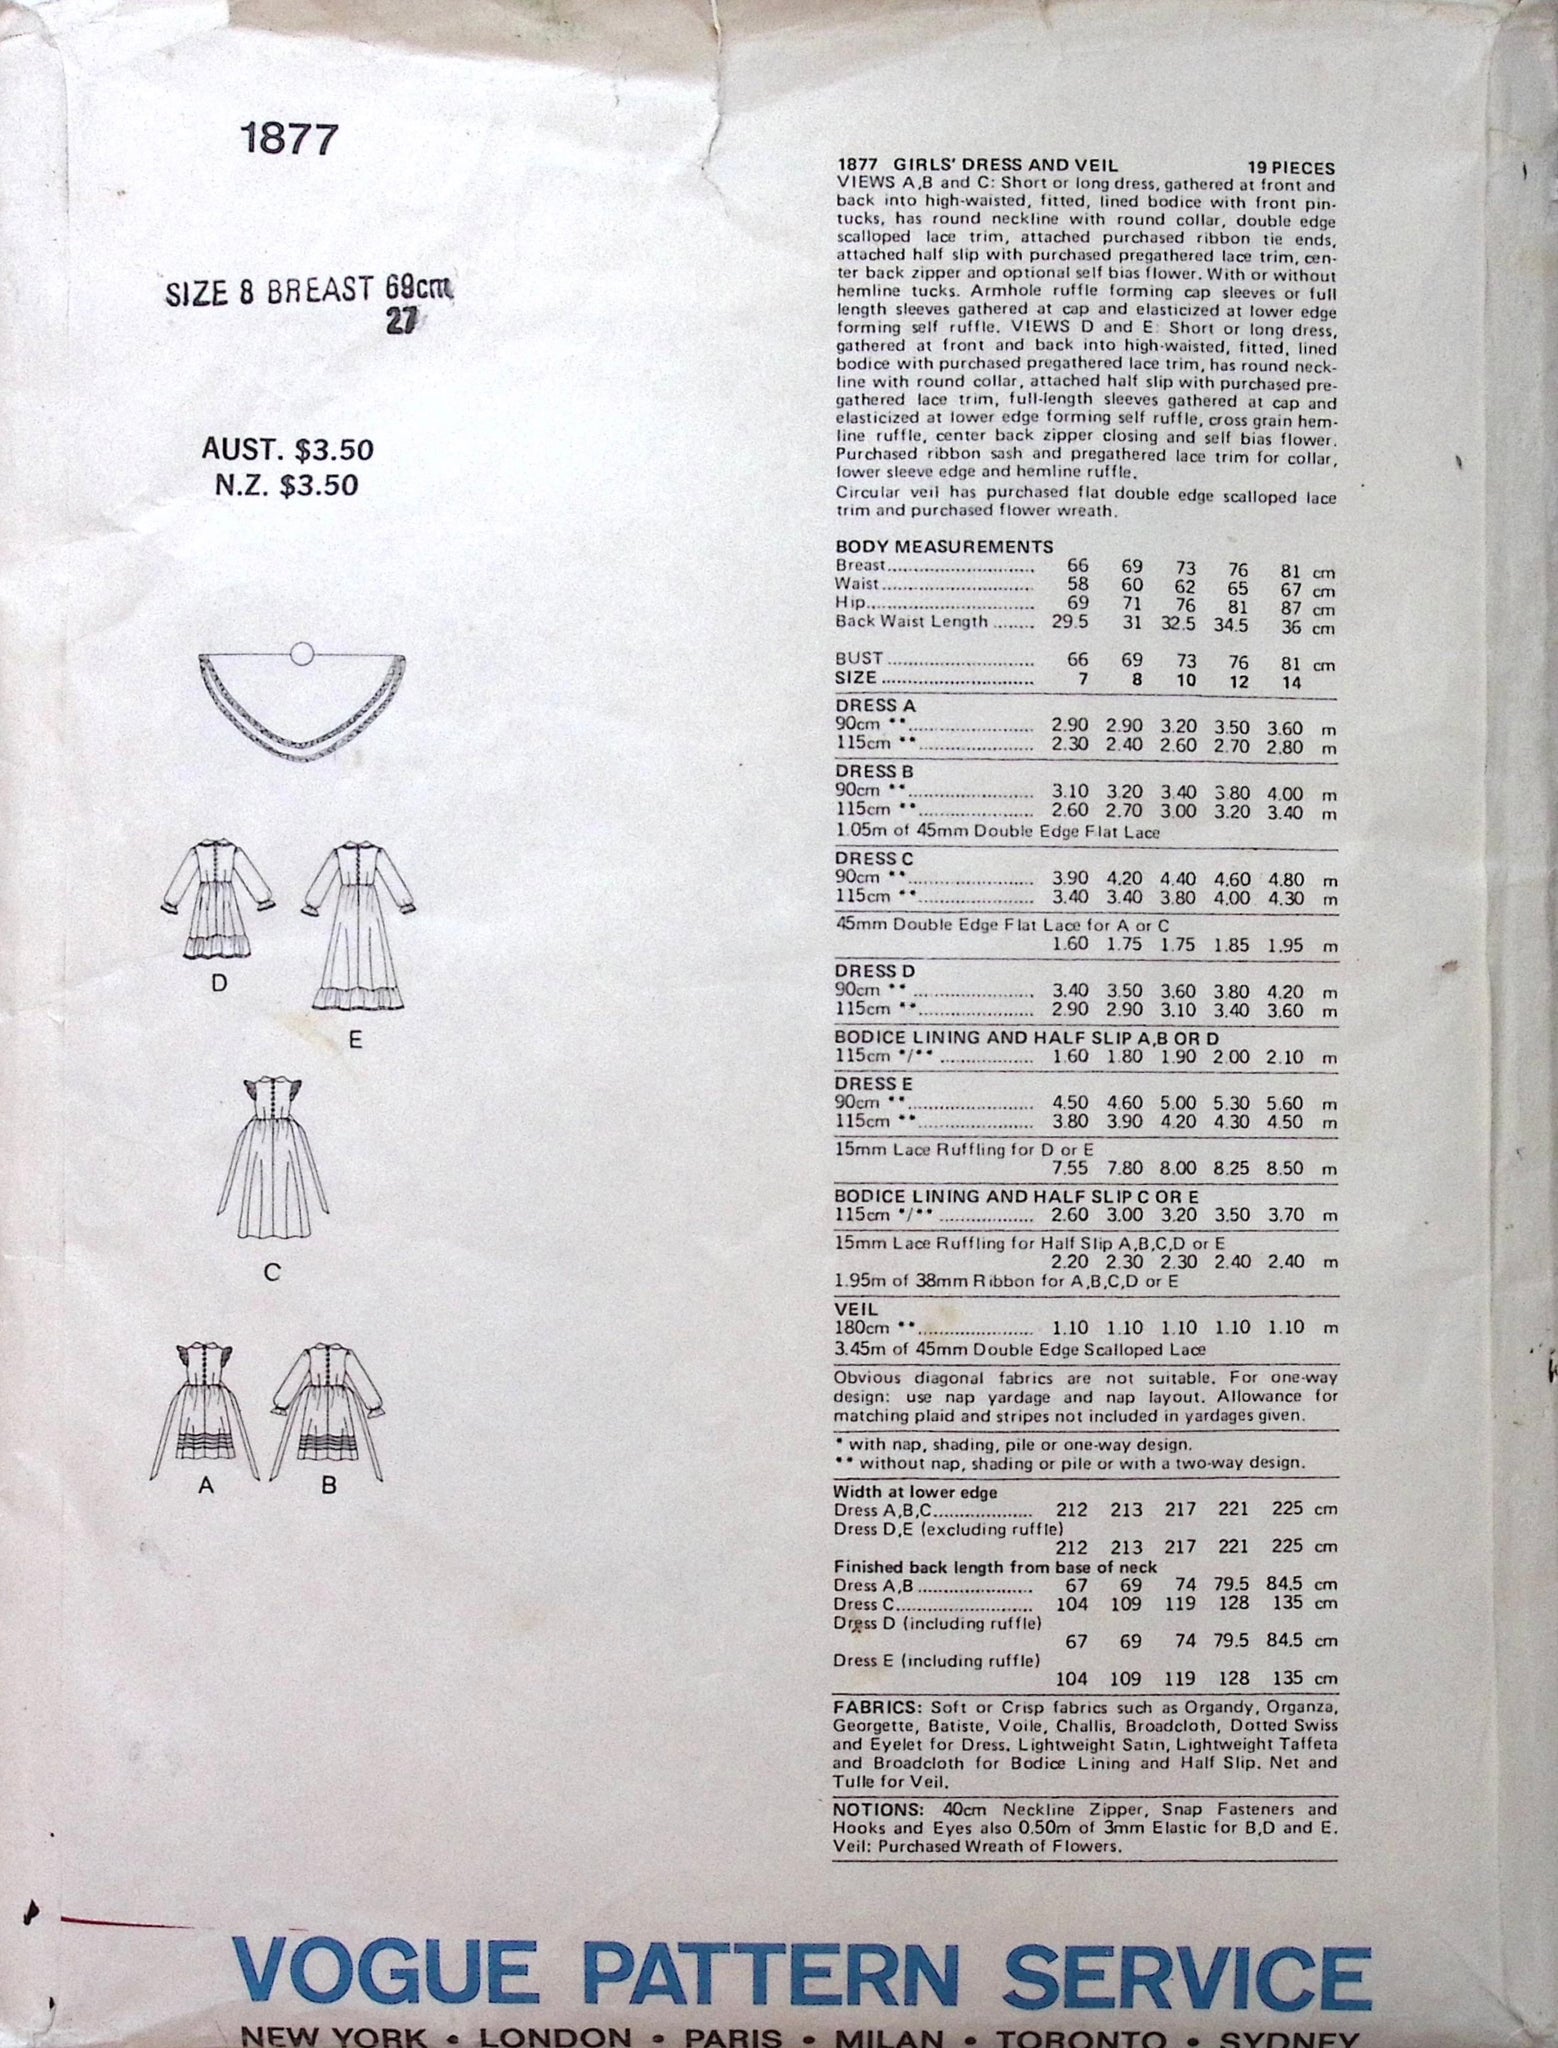 1877
SIZE 8 BREAST 69cm
27
AUST. $3.50
N.Z. $3.50
D
E
C
A
B
1877 GIRLS' DRESS AND VEIL 19 PIECES
VIEWS A,B and C: Short or long dress, gathered at front and
back into high-waisted, fitted, lined bodice with front pin-
tucks, has round neckline with round collar, double edge
scalloped lace trim, attached purchased ribbon tie ends,
attached half slip with purchased pregathered lace trim, cen-
ter back zipper and optional self bias flower. With or without
hemline tucks. Armhole ruffle forming cap sleeves or full
length sleeves gathered at cap and elasticized at lower edge
forming self ruffle. VIEWS D and E: Short or long dress,
gathered at front and back into high-waisted, fitted, lined
bodice with purchased pregathered lace trim, has round neck-
line with round collar, attached half slip with purchased pre-
gathered lace trim, full-length sleeves gathered at cap and
elasticized at lower edge forming self ruffle, cross grain hem-
line ruffle, center back zipper closing and self bias flower.
Purchased ribbon sash and pregathered lace trim for collar,
lower sleeve edge and hemline ruffle.
Circular veil has purchased flat double edge scalloped lace
trim and purchased flower wreath.
BODY MEASUREMENTS
Breast.......................... 66 69 73 76 81 cm
Waist........................... 58 60 62 65 67 cm
Hip.............................. 69 71 76 81 87 cm
Back Waist Length ........ 29.5 31 32.5 34.5 36 cm
BUST .......................... 66 69 73 76 81 cm
SIZE ........................... 7 8 10 12 14
DRESS A
90cm **...................... 2.90 2.90 3.20 3.50 3.60 m
115cm **.................... 2.30 2.40 2.60 2.70 2.80 m
DRESS B
90cm **...................... 3.10 3.20 3.40 3.80 4.00 m
115cm **.................... 2.60 2.70 3.00 3.20 3.40 m
1.05m of 45mm Double Edge Flat Lace
DRESS C
90cm **...................... 3.90 4.20 4.40 4.60 4.80 m
115cm **.................... 3.40 3.40 3.80 4.00 4.30 m
45mm Double Edge Flat Lace for A or C
1.60 1.75 1.75 1.85 1.95 m
DRESS D
90cm **...................... 3.40 3.50 3.60 3.80 4.20 m
115cm **.................... 2.90 2.90 3.10 3.40 3.60 m
BODICE LINING AND HALF SLIP A,B OR D
115cm */** ................. 1.60 1.80 1.90 2.00 2.10 m
DRESS E
90cm **...................... 4.50 4.60 5.00 5.30 5.60 m
115cm **.................... 3.80 3.90 4.20 4.30 4.50 m
15mm Lace Ruffling for D or E
7.55 7.80 8.00 8.25 8.50 m
BODICE LINING AND HALF SLIP C OR E
115cm */** ................. 2.60 3.00 3.20 3.50 3.70 m
15mm Lace Ruffling for Half Slip A,B,C,D or E
2.20 2.30 2.30 2.40 2.40 m
1.95m of 38mm Ribbon for A,B,C,D or E
VEIL
180cm **.................... 1.10 1.10 1.10 1.10 1.10 m
3.45m of 45mm Double Edge Scalloped Lace
Obvious diagonal fabrics are not suitable. For one-way
design: use nap yardage and nap layout. Allowance for
matching plaid and stripes not included in yardages given.
* with nap, shading, pile or one-way design.
** without nap, shading or pile or with a two-way design.
Width at lower edge
Dress A,B,C................... 212 213 217 221 225 cm
Dress D,E (excluding ruffle)
212 213 217 221 225 cm
Finished back length from base of neck
Dress A,B ...................... 67 69 74 79.5 84.5 cm
Dress C.......................... 104 109 119 128 135 cm
Dress D (including ruffle)
67 69 74 79.5 84.5 cm
Dress E (including ruffle)
104 109 119 128 135 cm
FABRICS: Soft or Crisp fabrics such as Organdy, Organza,
Georgette, Batiste, Voile, Challis, Broadcloth, Dotted Swiss
and Eyelet for Dress. Lightweight Satin, Lightweight Taffeta
and Broadcloth for Bodice Lining and Half Slip. Net and
Tulle for Veil.
NOTIONS: 40cm Neckline Zipper, Snap Fasteners and
Hooks and Eyes also 0.50m of 3mm Elastic for B,D and E.
Veil: Purchased Wreath of Flowers.
VOGUE PATTERN SERVICE
NEW YORK • LONDON • PARIS • MILAN • TORONTO • SYDNEY